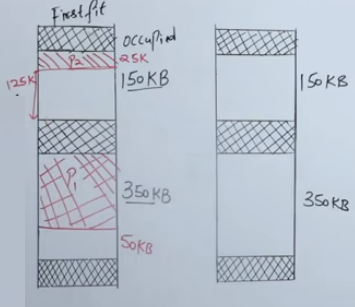 First fit
occupied
P2
25K
125K
150KB
P1
350KB
50KB
150KB
350KB